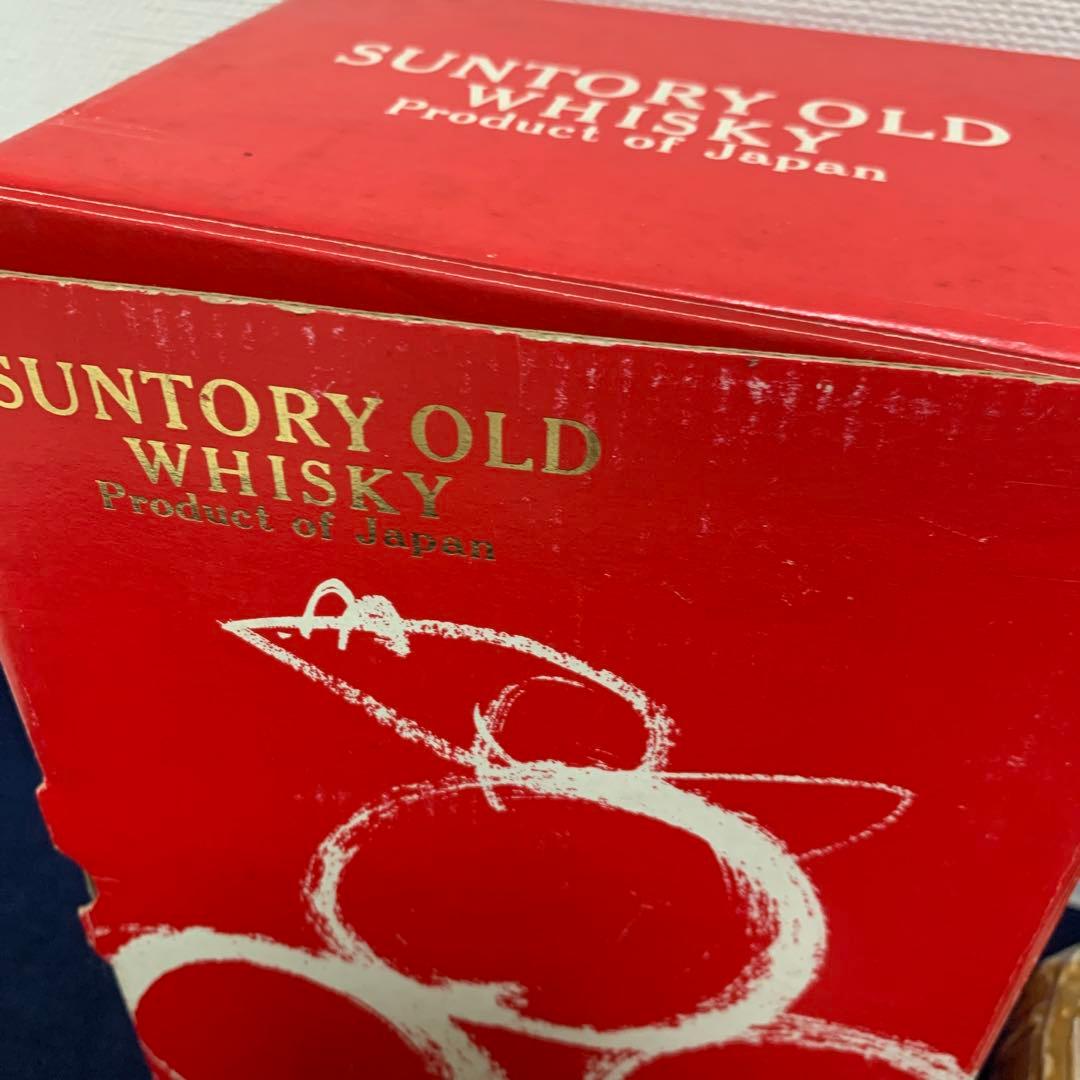 SUNTORY OLD
WHISKY
Product of Japan
SUNTORY OLD
WHISKY
Product of Japan